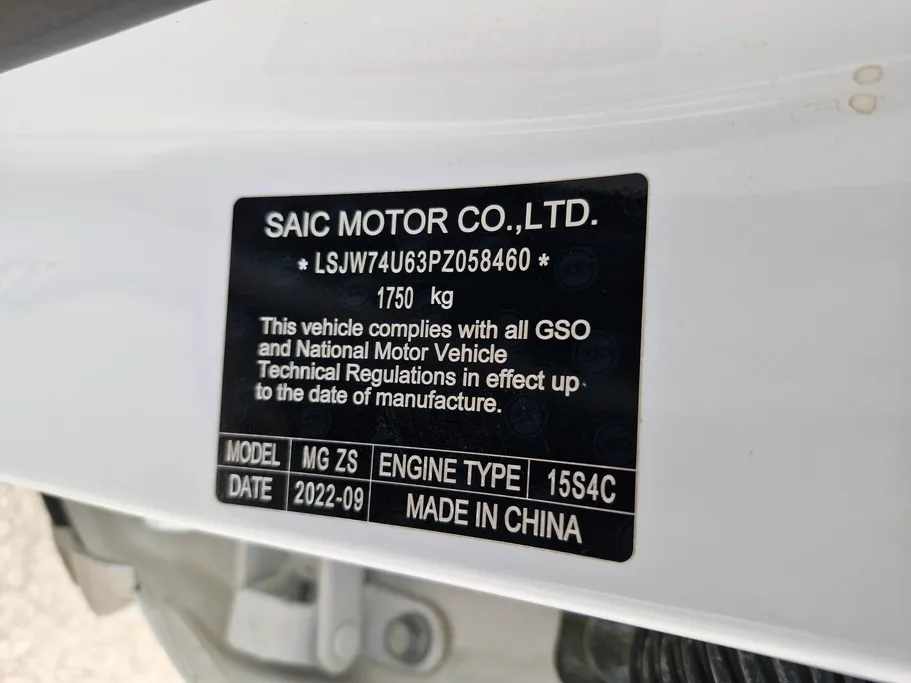 SAIC MOTOR CO.,LTD.
* LSJW74U63PZ058460 *
1750 kg
This vehicle complies with all GSO
and National Motor Vehicle
Technical Regulations in effect up
to the date of manufacture.
MODEL MG ZS ENGINE TYPE 15S4C
DATE 2022-09 MADE IN CHINA